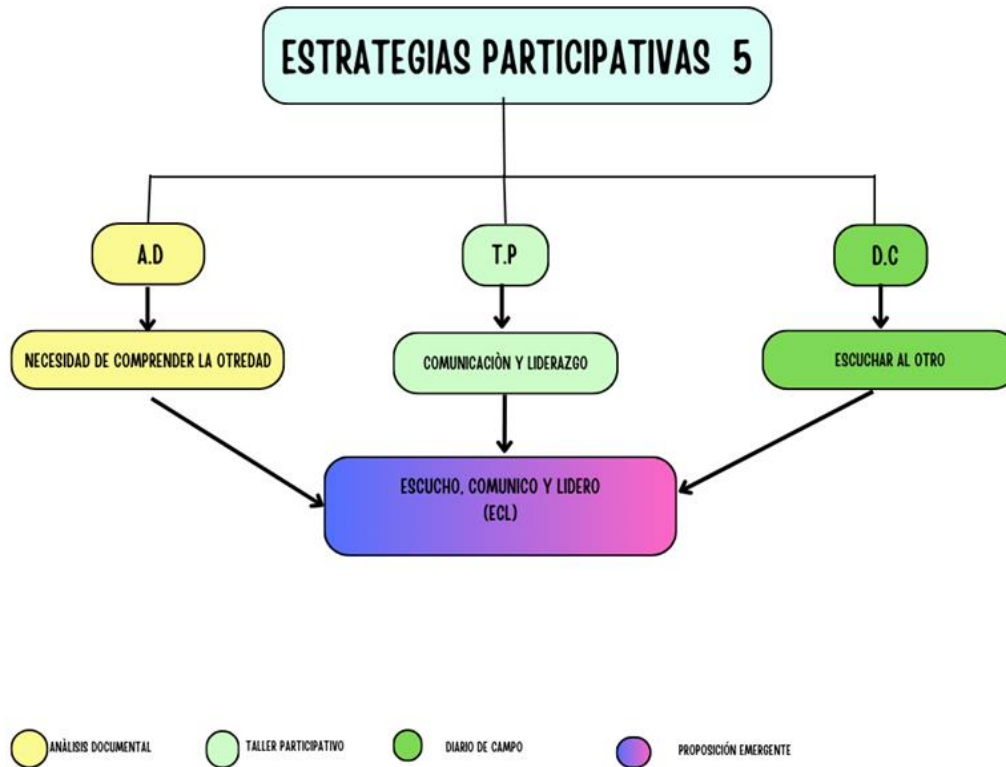 ESTRATEGIAS PARTICIPATIVAS 5
A.D
T.P
D.C
NECESIDAD DE COMPRENDER LA OTREDAD
COMUNICACIÒN Y LIDERAZGO
ESCUCHAR AL OTRO
ESCUCHO, COMUNICO Y LIDERO
(ECL)
ANÀLISIS DOCUMENTAL
TALLER PARTICIPATIVO
DIARIO DE CAMPO
PROPOSICIÓN EMERGENTE